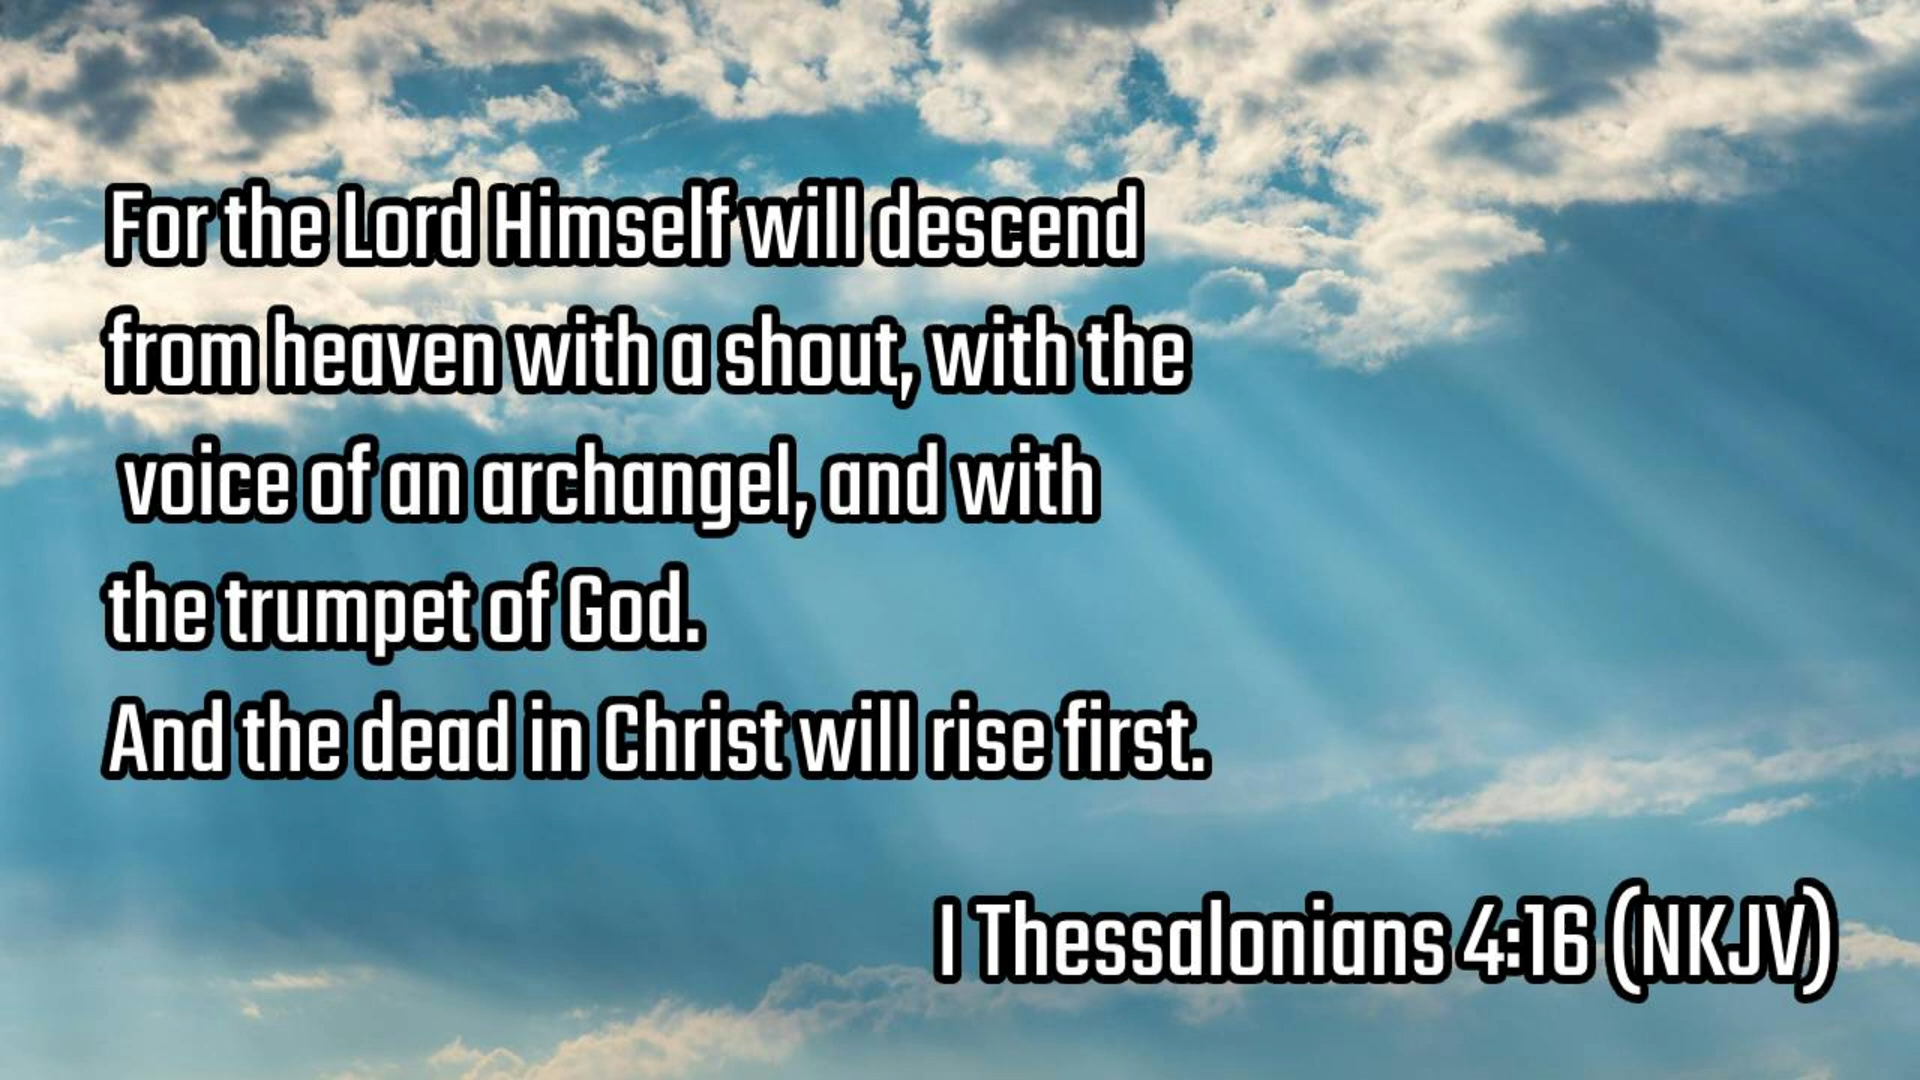 For the Lord Himself will descend
from heaven with a shout, with the
voice of an archangel, and with
the trumpet of God.
And the dead in Christ will rise first.
I Thessalonians 4:16 (NKJV)